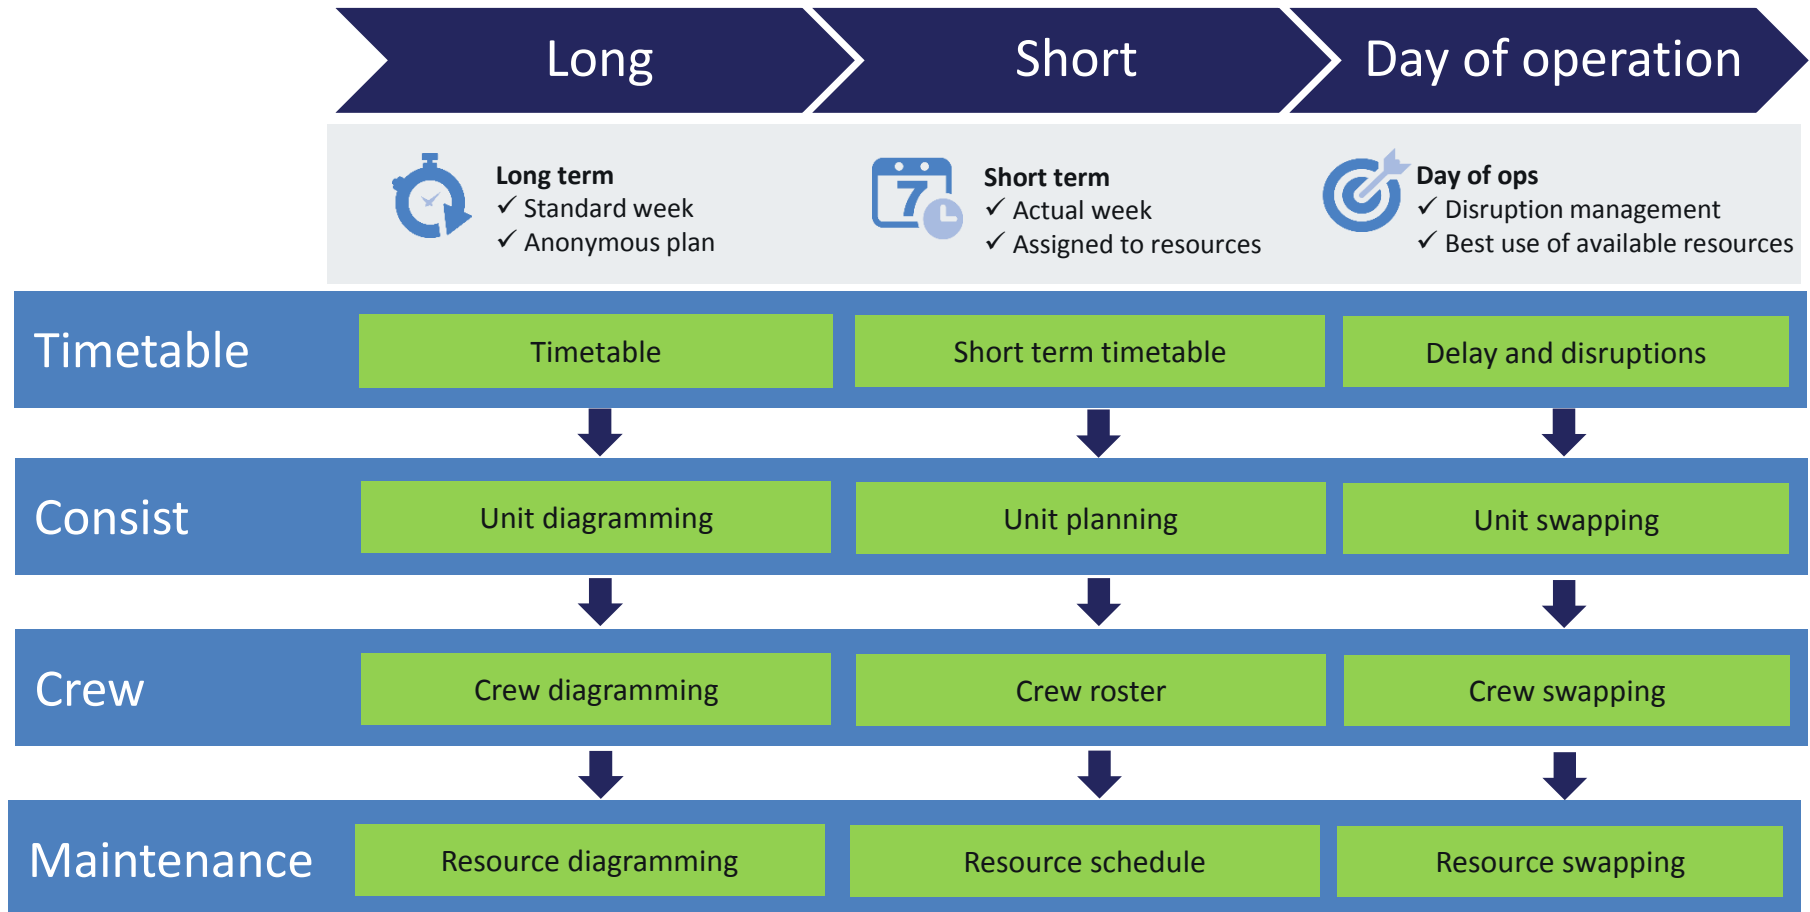 Long
Short
Day of operation
Long term
✓ Standard week
✓ Anonymous plan
7
Short term
✓ Actual week
✓ Assigned to resources
Day of ops
✓ Disruption management
✓ Best use of available resources
Timetable
Timetable
Short term timetable
Delay and disruptions
Consist
Unit diagramming
Unit planning
Unit swapping
Crew
Crew diagramming
Crew roster
Crew swapping
Maintenance
Resource diagramming
Resource schedule
Resource swapping